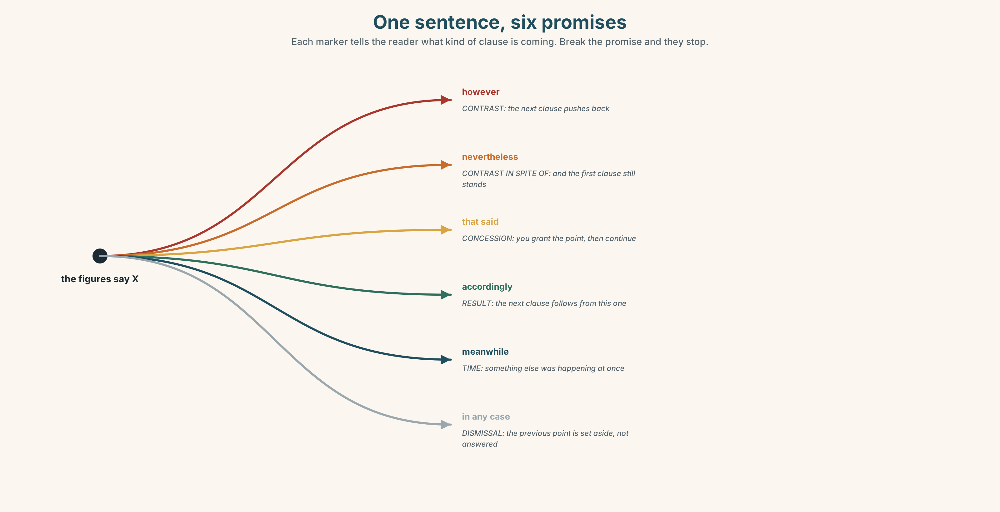 One sentence, six promises
Each marker tells the reader what kind of clause is coming. Break the promise and they stop.
however
CONTRAST: the next clause pushes back
nevertheless
CONTRAST IN SPITE OF: and the first clause still
stands
that said
CONCESSION: you grant the point, then continue
the figures say X
accordingly
RESULT: the next clause follows from this one
meanwhile
TIME: something else was happening at once
in any case
DISMISSAL: the previous point is set aside, not
answered